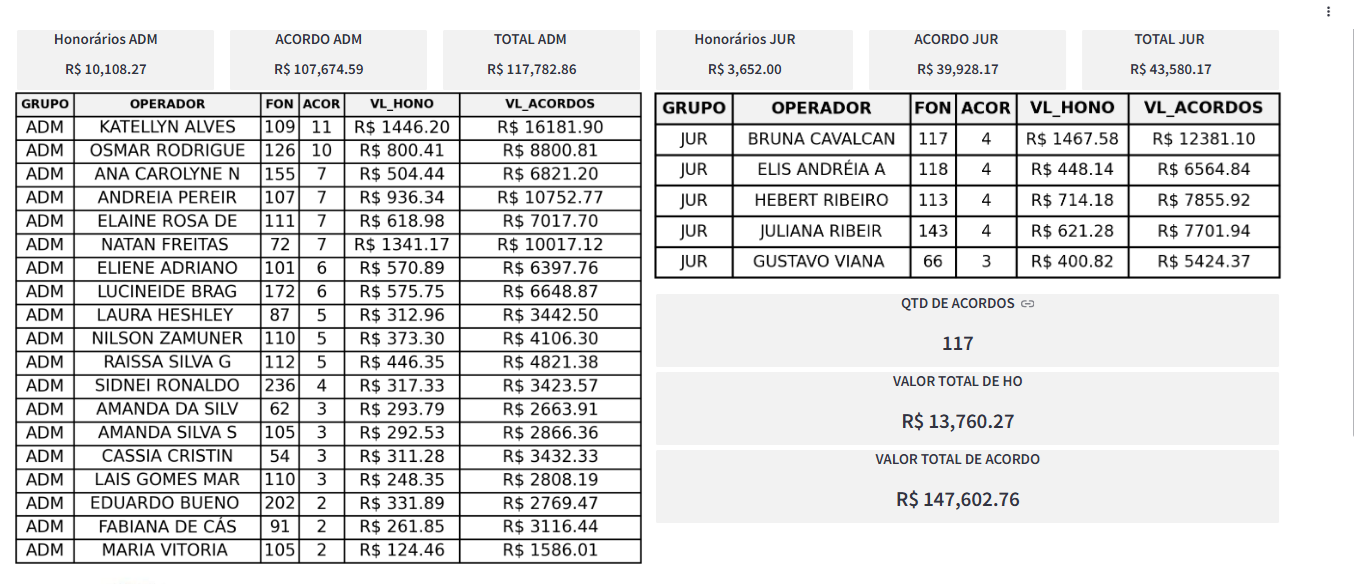 Honorários ADM
R$ 10,108.27
ACORDO ADM
R$ 107,674.59
TOTAL ADM
R$ 117,782.86
GRUPO OPERADOR FON ACOR VL_HONO VL_ACORDOS
ADM KATELLYN ALVES 109 11 R$ 1446.20 R$ 16181.90
ADM OSMAR RODRIGUE 126 10 R$ 800.41 R$ 8800.81
ADM ANA CAROLYNE N 155 7 R$ 504.44 R$ 6821.20
ADM ANDREIA PEREIR 107 7 R$ 936.34 R$ 10752.77
ADM ELAINE ROSA DE 111 7 R$ 618.98 R$ 7017.70
ADM NATAN FREITAS 72 7 R$ 1341.17 R$ 10017.12
ADM ELIENE ADRIANO 101 6 R$ 570.89 R$ 6397.76
ADM LUCINEIDE BRAG 172 6 R$ 575.75 R$ 6648.87
ADM LAURA HESHLEY 87 5 R$ 312.96 R$ 3442.50
ADM NILSON ZAMUNER 110 5 R$ 373.30 R$ 4106.30
ADM RAISSA SILVA G 112 5 R$ 446.35 R$ 4821.38
ADM SIDNEI RONALDO 236 4 R$ 317.33 R$ 3423.57
ADM AMANDA DA SILV 62 3 R$ 293.79 R$ 2663.91
ADM AMANDA SILVA S 105 3 R$ 292.53 R$ 2866.36
ADM CASSIA CRISTIN 54 3 R$ 311.28 R$ 3432.33
ADM LAIS GOMES MAR 110 3 R$ 248.35 R$ 2808.19
ADM EDUARDO BUENO 202 2 R$ 331.89 R$ 2769.47
ADM FABIANA DE CÁS 91 2 R$ 261.85 R$ 3116.44
ADM MARIA VITORIA 105 2 R$ 124.46 R$ 1586.01
Honorários JUR
R$ 3,652.00
ACORDO JUR
R$ 39,928.17
TOTAL JUR
R$ 43,580.17
GRUPO OPERADOR FON ACOR VL_HONO VL_ACORDOS
JUR BRUNA CAVALCAN 117 4 R$ 1467.58 R$ 12381.10
JUR ELIS ANDRÉIA A 118 4 R$ 448.14 R$ 6564.84
JUR HEBERT RIBEIRO 113 4 R$ 714.18 R$ 7855.92
JUR JULIANA RIBEIR 143 4 R$ 621.28 R$ 7701.94
JUR GUSTAVO VIANA 66 3 R$ 400.82 R$ 5424.37
QTD DE ACORDOS
117
VALOR TOTAL DE HO
R$ 13,760.27
VALOR TOTAL DE ACORDO
R$ 147,602.76